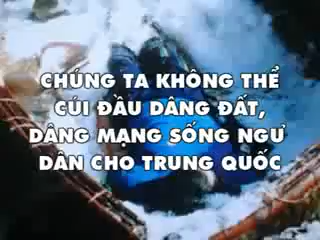 CHÚNG TA KHÔNG THỂ
CÚI ĐẦU DÂNG ĐẤT,
DÂNG MẠNG SỐNG NGƯ
DÂN CHO TRUNG QUỐC